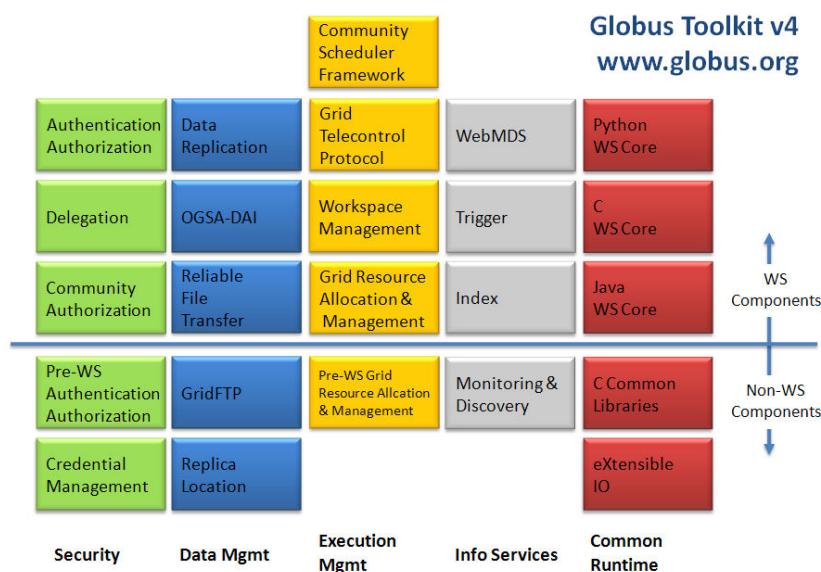 Globus Toolkit v4
www.globus.org
Community
Scheduler
Framework
Authentication
Authorization
Data
Replication
Grid
Telecontrol
Protocol
WebMDS
Python
WS Core
Delegation
OGSA-DAI
Workspace
Management
Trigger
C
WS Core
Community
Authorization
Reliable
File
Transfer
Grid Resource
Allocation &
Management
Index
Java
WS Core
WS
Components
Pre-WS
Authentication
Authorization
GridFTP
Pre-WS Grid
Resource Allcation
& Management
Monitoring &
Discovery
C Common
Libraries
Non-WS
Components
Credential
Management
Replica
Location
eXtensible
IO
Security
Data Mgmt
Execution
Mgmt
Info Services
Common
Runtime